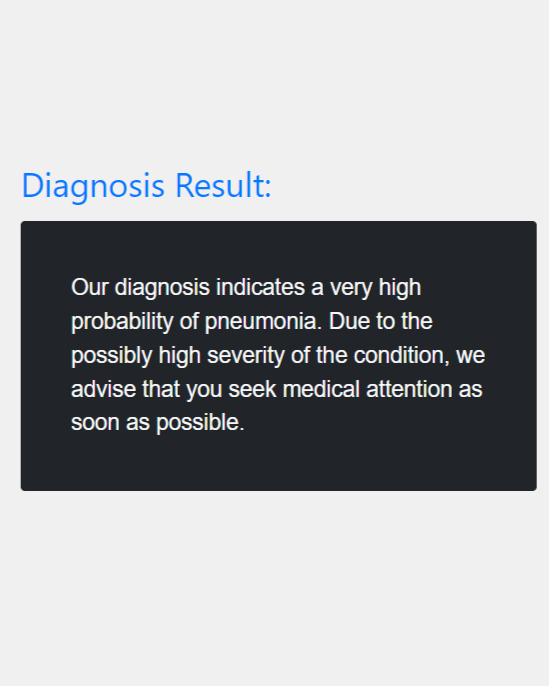 Diagnosis Result:
Our diagnosis indicates a very high
probability of pneumonia. Due to the
possibly high severity of the condition, we
advise that you seek medical attention as
soon as possible.